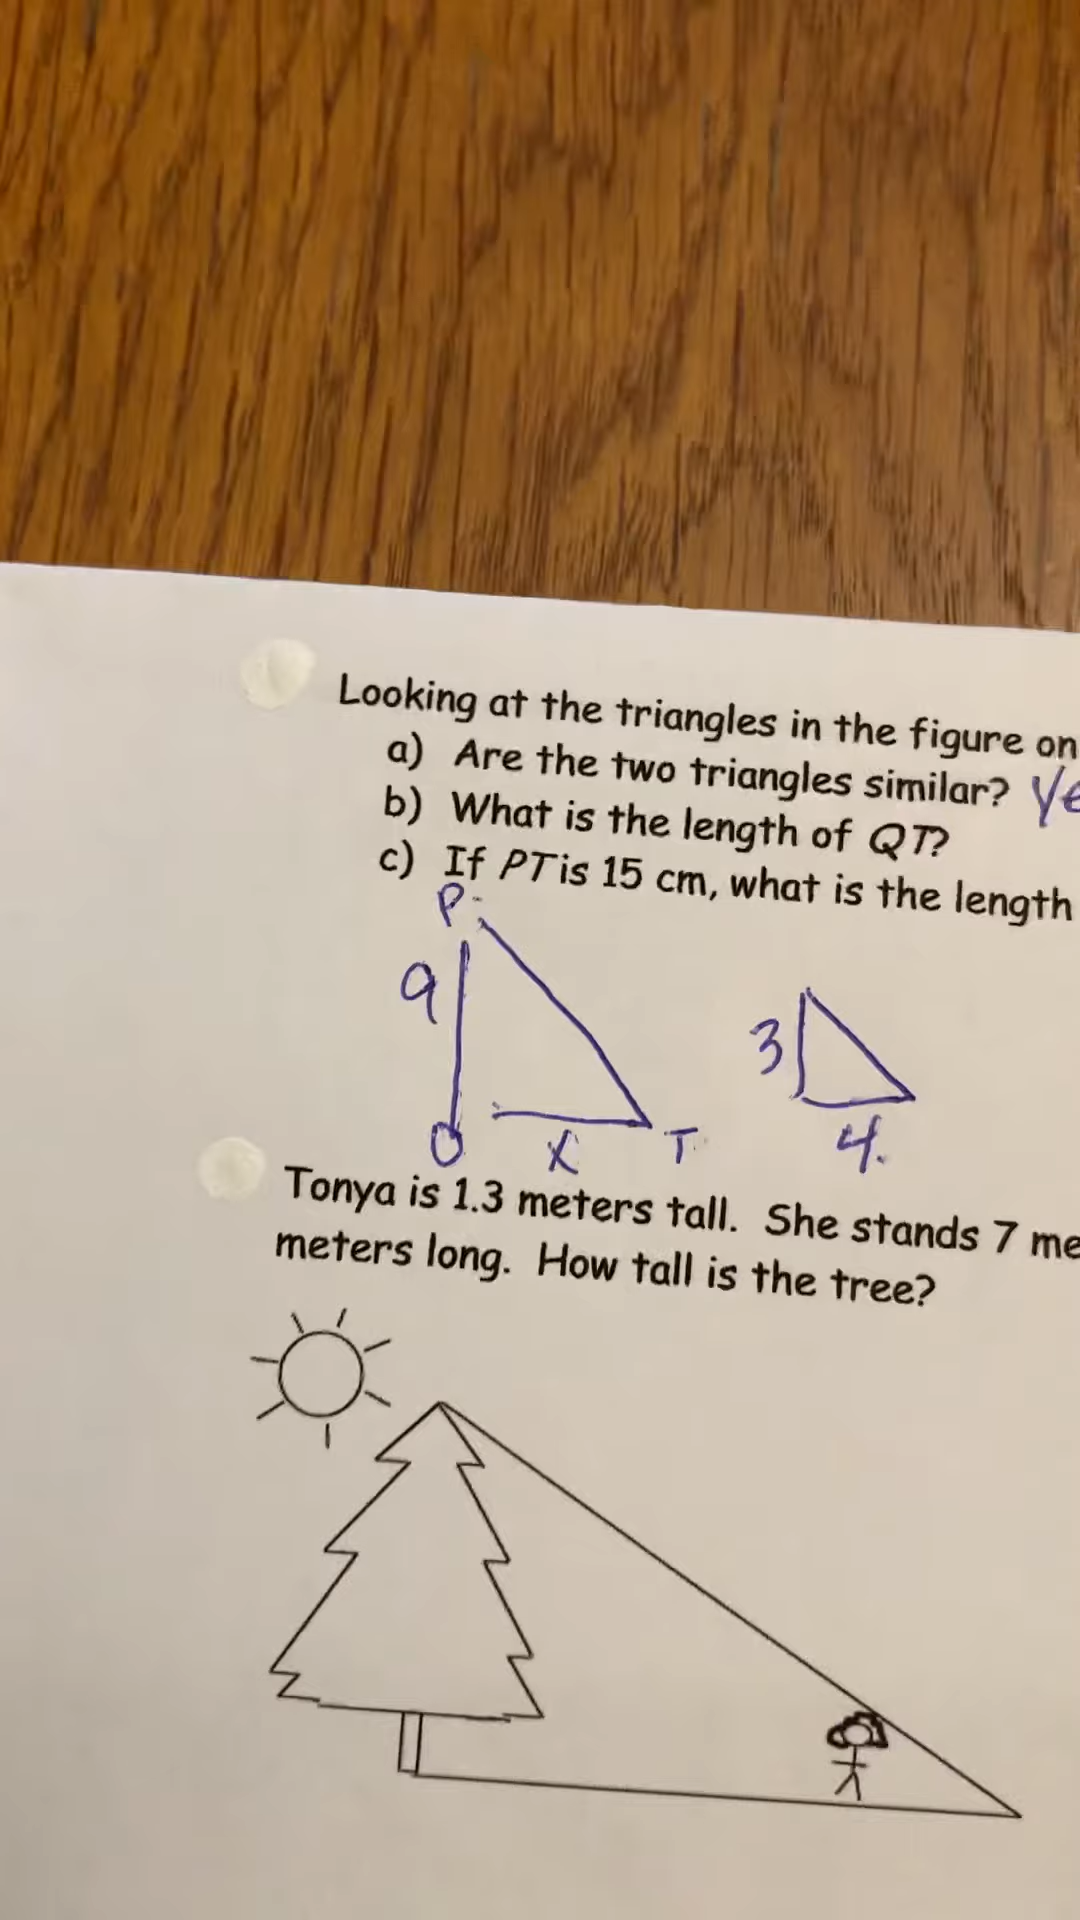 Looking at the triangles in the figure on
a) Are the two triangles similar?
b) What is the length of QT?
c) If PT is 15 cm, what is the length
P
9
3
Q
X
T
4.
Tonya is 1.3 meters tall. She stands 7
meters long. How tall is the tree?